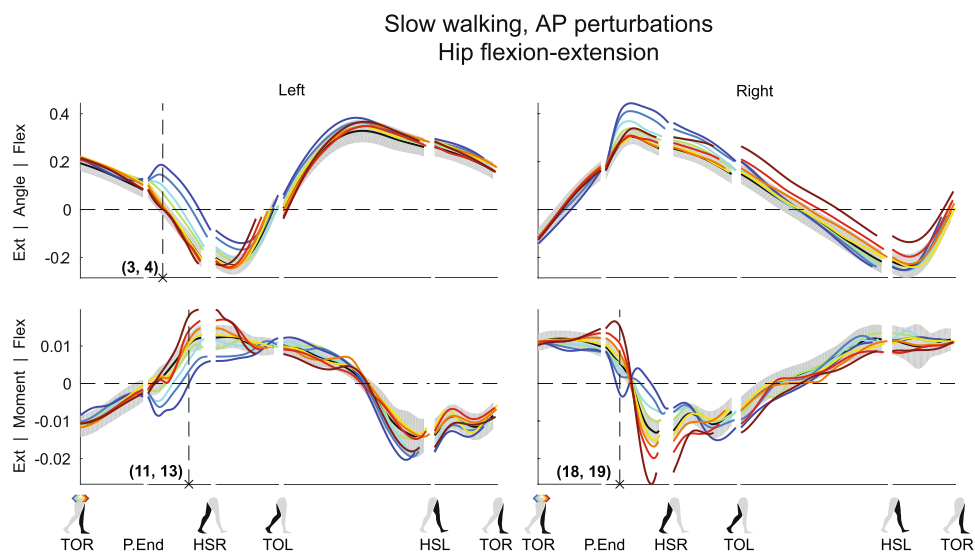 Slow walking, AP perturbations
Hip flexion-extension
Left
Right
Ext | Angle | Flex
0.4
0.2
0
-0.2
(3, 4)
Ext | Moment | Flex
0.01
0
-0.01
-0.02
(11, 13)
(18, 19)
TOR P.End HSR TOL HSL TOR
TOR P.End HSR TOL HSL TOR